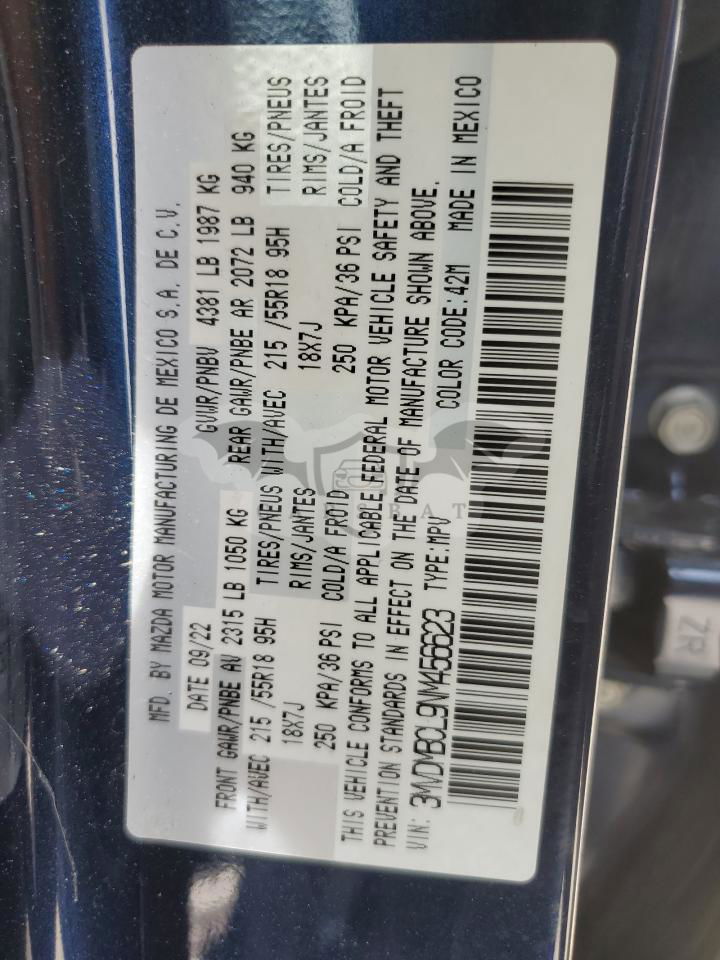 MFD. BY MAZDA MOTOR MANUFACTURING DE MEXICO S.A. DE C.V.
DATE 09/22 GVWR/PNBV 4381 LB 1987 KG
FRONT GAWR/PNBE AV 2315 LB 1050 KG REAR GAWR/PNBE AR 2072 LB 940 KG
WITH/AVEC 215 /55R18 95H TIRES/PNEUS WITH/AVEC 215 /55R18 95H TIRES/PNEUS
18X7J RIMS/JANTES 18X7J RIMS/JANTES
250 KPA/36 PSI COLD/A FROID 250 KPA/36 PSI COLD/A FROID
THIS VEHICLE CONFORMS TO ALL APPLICABLE FEDERAL MOTOR VEHICLE SAFETY AND THEFT
PREVENTION STANDARDS IN EFFECT ON THE DATE OF MANUFACTURE SHOWN ABOVE.
VIN: 3MVDMBCL9NM456623 TYPE:MPV COLOR CODE:42M MADE IN MEXICO
ZR